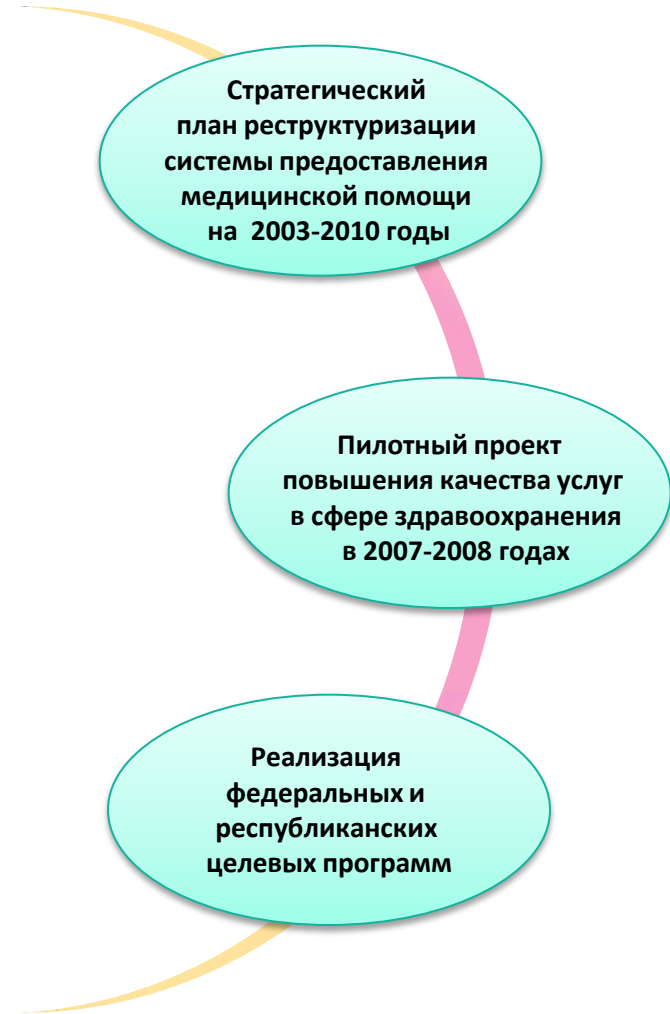 Стратегический
план реструктуризации
системы предоставления
медицинской помощи
на 2003-2010 годы
Пилотный проект
повышения качества услуг
в сфере здравоохранения
в 2007-2008 годах
Реализация
федеральных и
республиканских
целевых программ